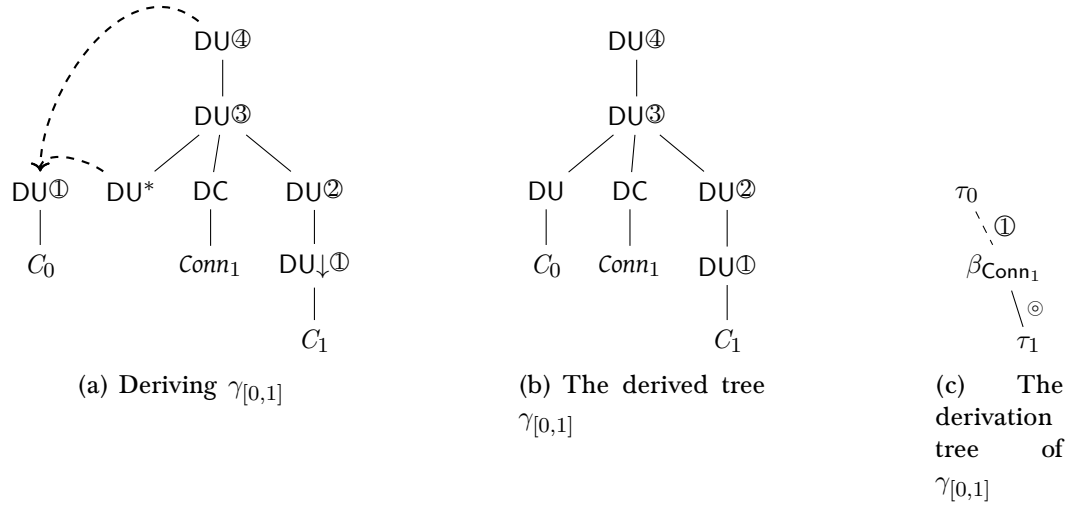 DU④ DU④
DU③ DU③
DU① DU* DC DU② DU DC DU② τ₀
①
C₀ Conn₁ DU↓① C₀ Conn₁ DU① β_Conn₁
◎
C₁ C₁ τ₁
(a) Deriving γ[0,1]
(b) The derived tree
γ[0,1]
(c) The
derivation
tree of
γ[0,1]